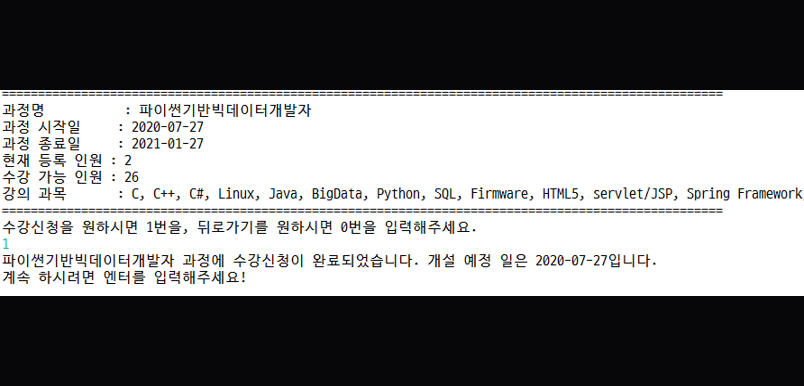 ====================================================================================================
과정명 : 파이썬기반빅데이터개발자
과정 시작일 : 2020-07-27
과정 종료일 : 2021-01-27
현재 등록 인원 : 2
수강 가능 인원 : 26
강의 과목 : C, C++, C#, Linux, Java, BigData, Python, SQL, Firmware, HTML5, servlet/JSP, Spring Framework,
====================================================================================================
수강신청을 원하시면 1번을, 뒤로가기를 원하시면 0번을 입력해주세요.
1
파이썬기반빅데이터개발자 과정에 수강신청이 완료되었습니다. 개설 예정 일은 2020-07-27입니다.
계속 하시려면 엔터를 입력해주세요!